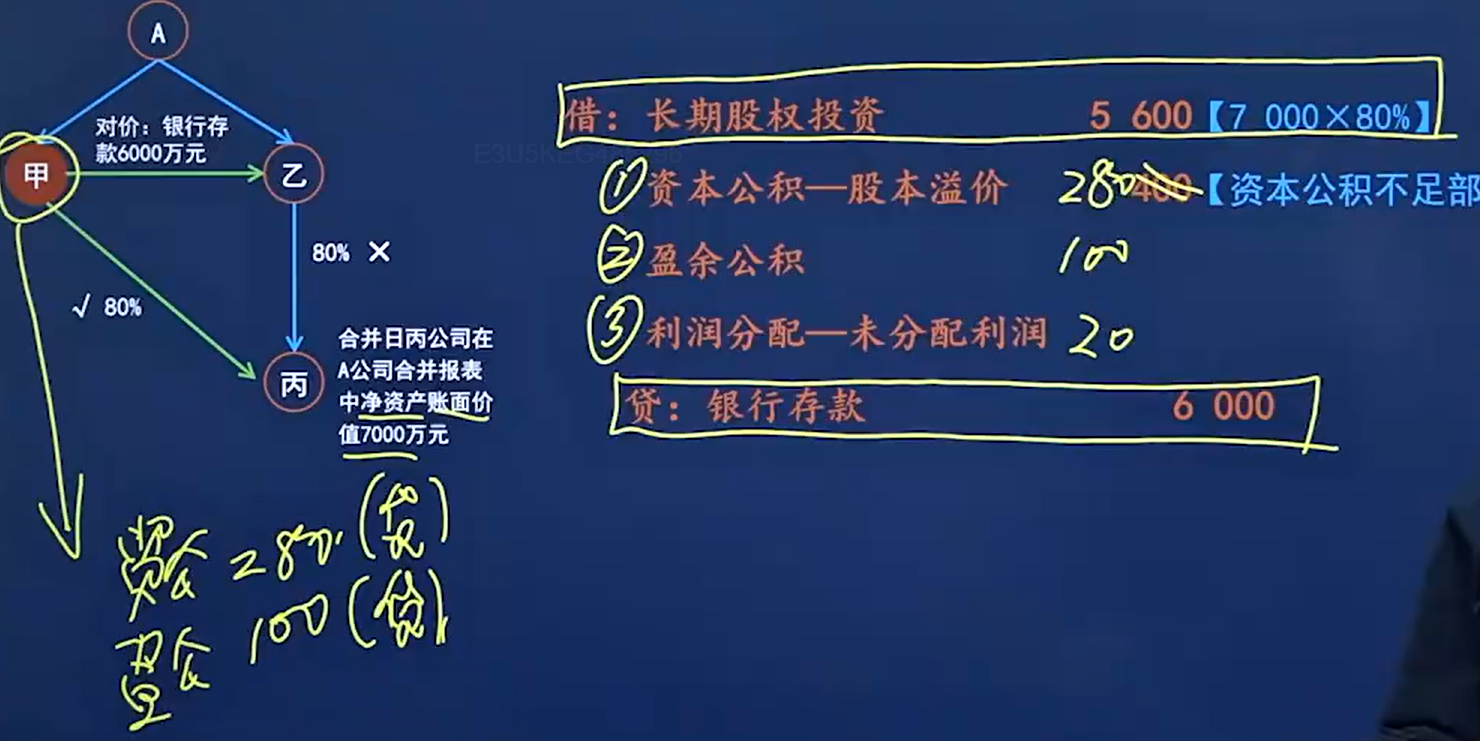 A
对价：银行存
款6000万元
甲
乙
80% ×
√ 80%
丙
合并日丙公司在
A公司合并报表
中净资产账面价
值7000万元
资公 280.（贷）
盈公 100（贷）
借：长期股权投资 5 600【7 000×80%】
①资本公积—股本溢价 280 400【资本公积不足部
②盈余公积 100
③利润分配—未分配利润 20
贷：银行存款 6 000